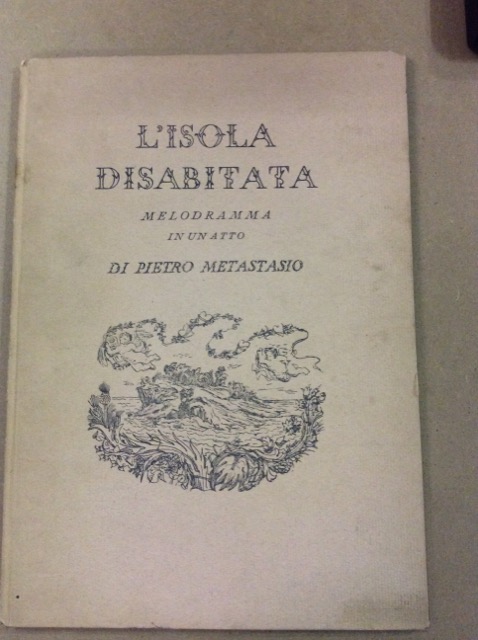 L'ISOLA
DISABITATA
MELODRAMMA
IN UN ATTO
DI PIETRO METASTASIO